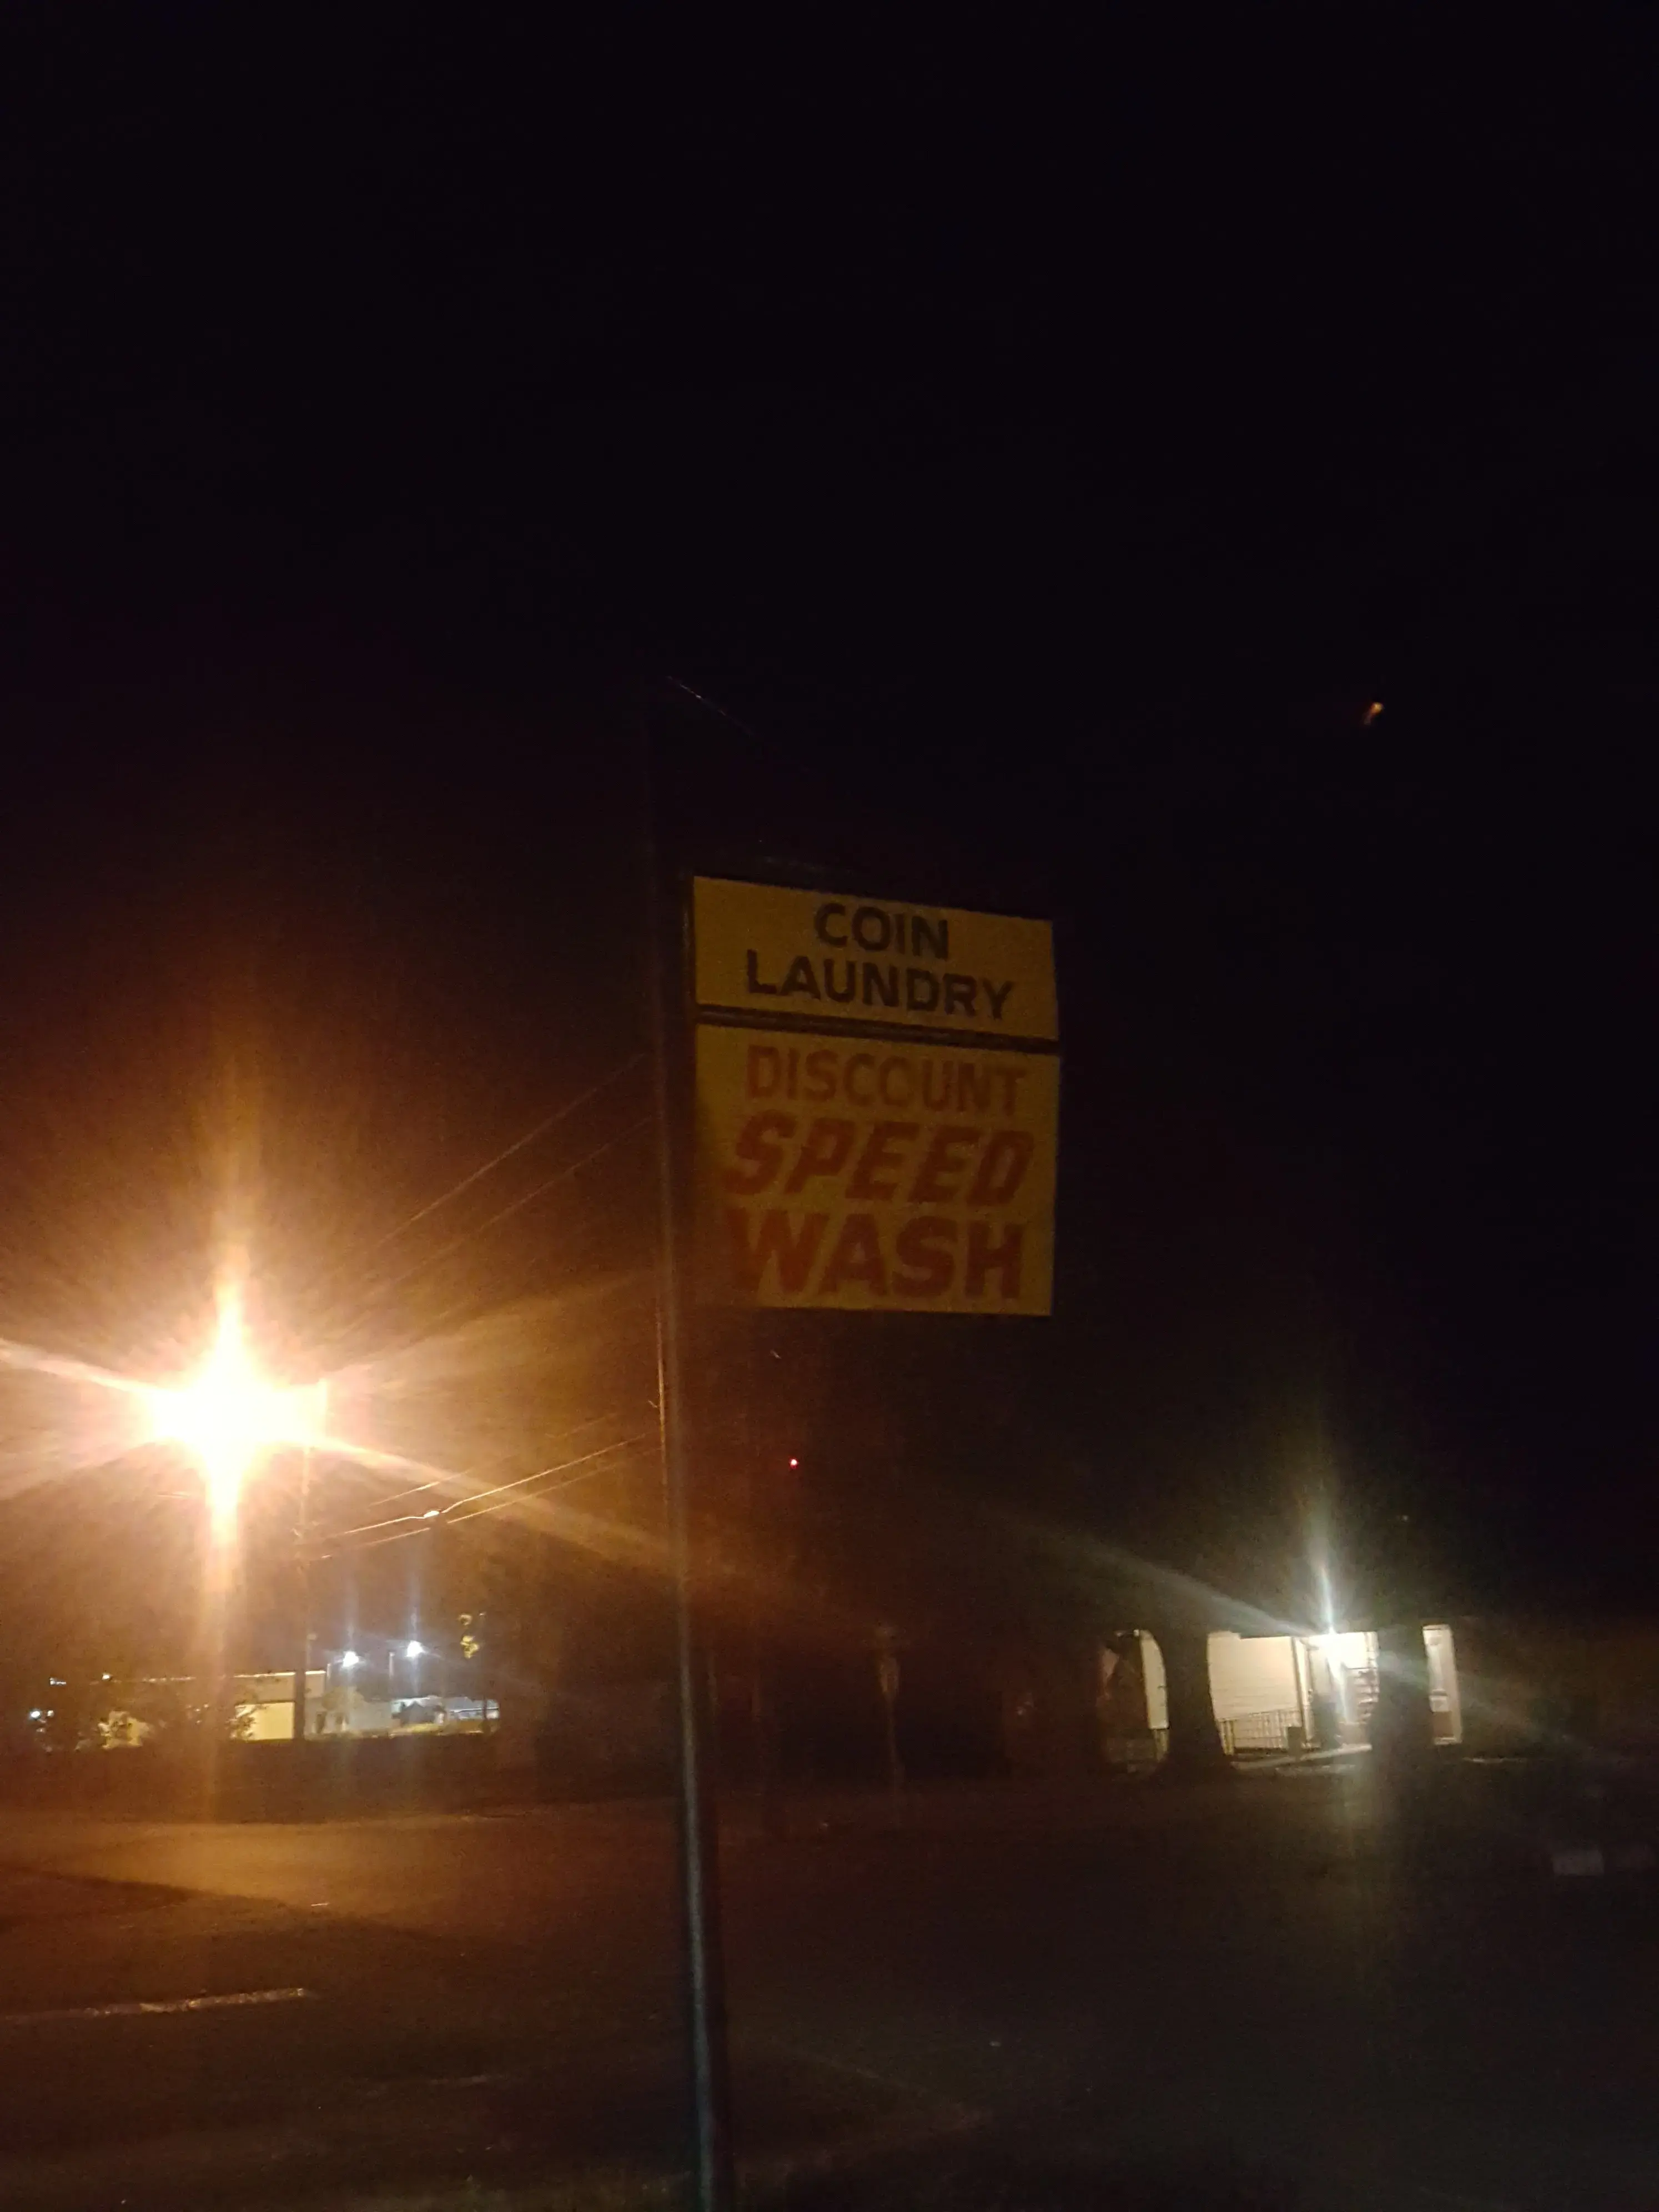 COIN
LAUNDRY
DISCOUNT
SPEED
WASH